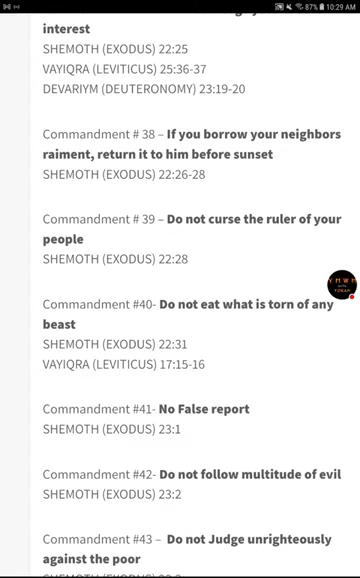 87% 10:29 AM
interest
SHEMOTH (EXODUS) 22:25
VAYIQRA (LEVITICUS) 25:36-37
DEVARIYM (DEUTERONOMY) 23:19-20
Commandment # 38 – If you borrow your neighbors
raiment, return it to him before sunset
SHEMOTH (EXODUS) 22:26-28
Commandment # 39 – Do not curse the ruler of your
people
SHEMOTH (EXODUS) 22:28
Commandment #40- Do not eat what is torn of any
beast
SHEMOTH (EXODUS) 22:31
VAYIQRA (LEVITICUS) 17:15-16
Commandment #41- No False report
SHEMOTH (EXODUS) 23:1
Commandment #42- Do not follow multitude of evil
SHEMOTH (EXODUS) 23:2
Commandment #43 – Do not Judge unrighteously
against the poor